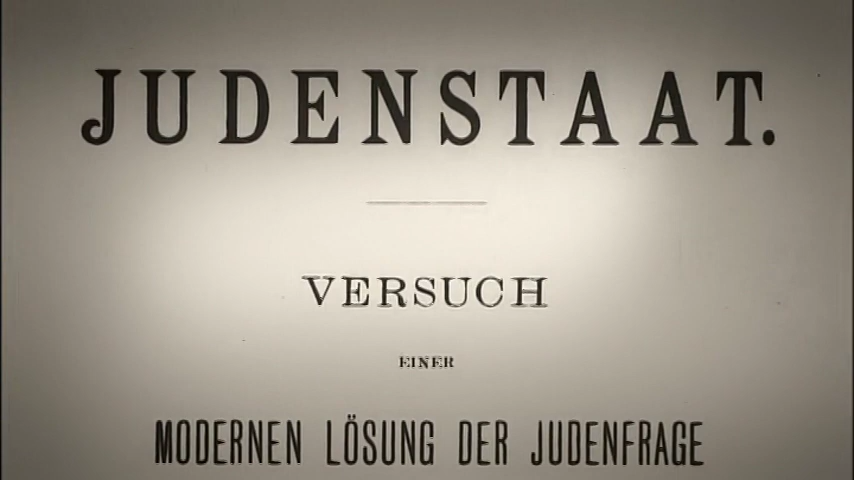 JUDENSTAAT.
VERSUCH
EINER
MODERNEN LÖSUNG DER JUDENFRAGE